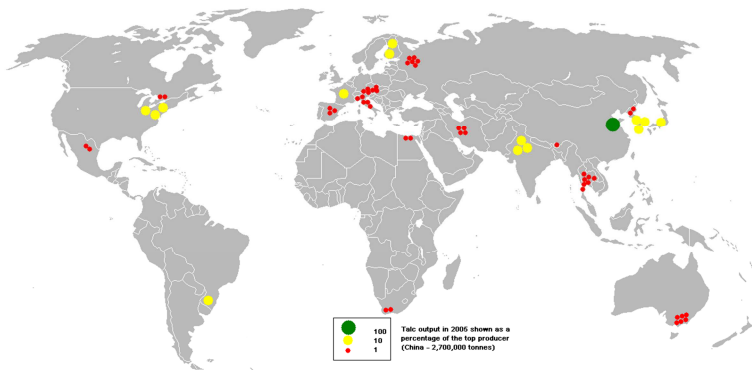 100
10
1
Talc output in 2005 shown as a
percentage of the top producer
(China - 2,700,000 tonnes)